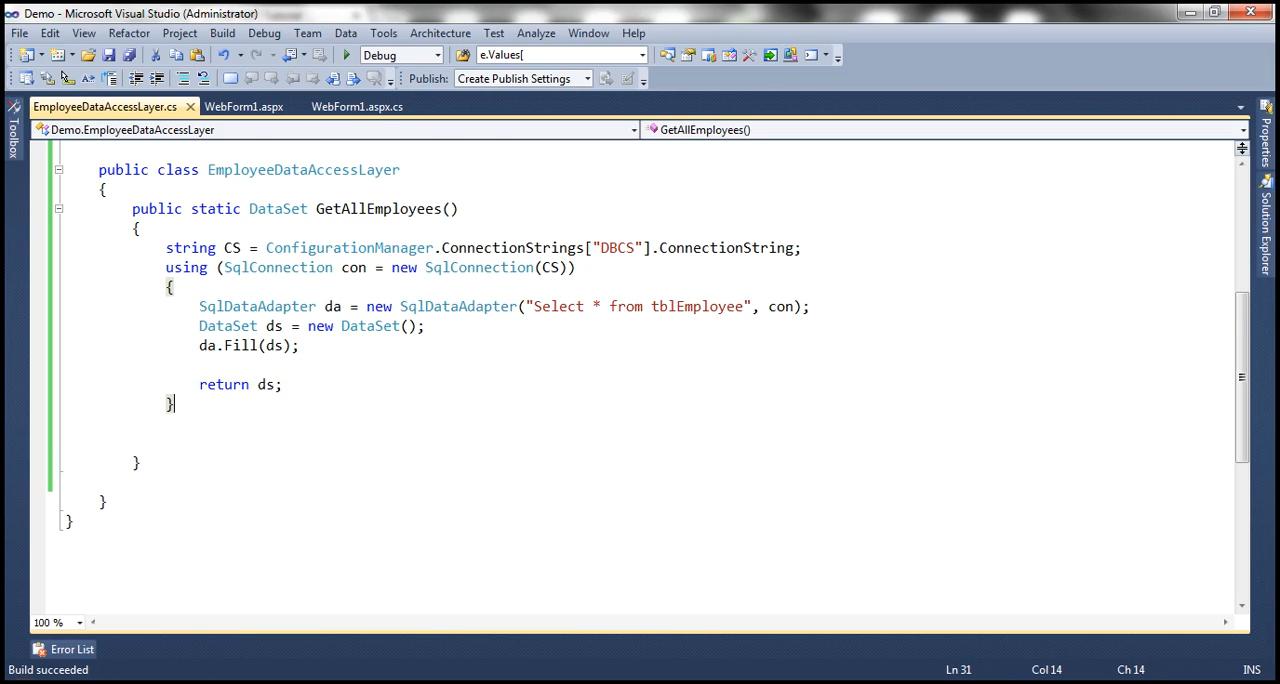 Demo - Microsoft Visual Studio (Administrator)
File Edit View Refactor Project Build Debug Team Data Tools Architecture Test Analyze Window Help
Debug e.Values[
Publish: Create Publish Settings
EmployeeDataAccessLayer.cs WebForm1.aspx WebForm1.aspx.cs
Demo.EmployeeDataAccessLayer GetAllEmployees()
Toolbox
Properties
Solution Explorer
public class EmployeeDataAccessLayer
{
public static DataSet GetAllEmployees()
{
string CS = ConfigurationManager.ConnectionStrings["DBCS"].ConnectionString;
using (SqlConnection con = new SqlConnection(CS))
{
SqlDataAdapter da = new SqlDataAdapter("Select * from tblEmployee", con);
DataSet ds = new DataSet();
da.Fill(ds);
return ds;
}
}
}
}
100 %
Error List
Build succeeded Ln 31 Col 14 Ch 14 INS